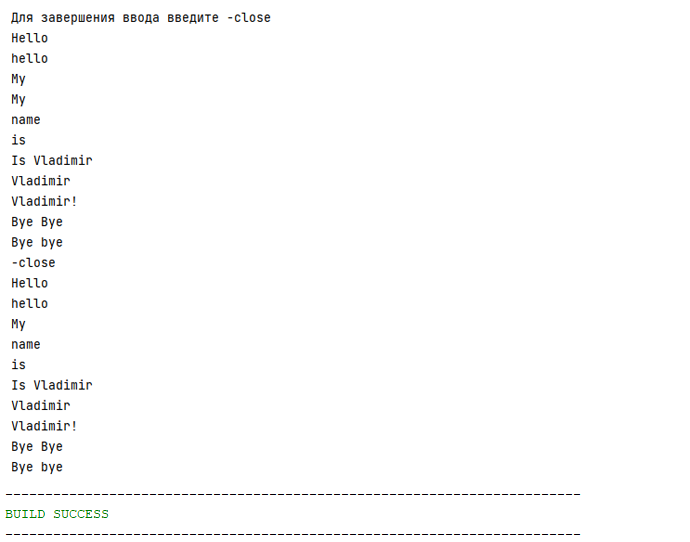 Для завершения ввода введите -close
Hello
hello
My
My
name
is
Is Vladimir
Vladimir
Vladimir!
Bye Bye
Bye bye
-close
Hello
hello
My
name
is
Is Vladimir
Vladimir
Vladimir!
Bye Bye
Bye bye
------------------------------------------------------------------------
BUILD SUCCESS
------------------------------------------------------------------------